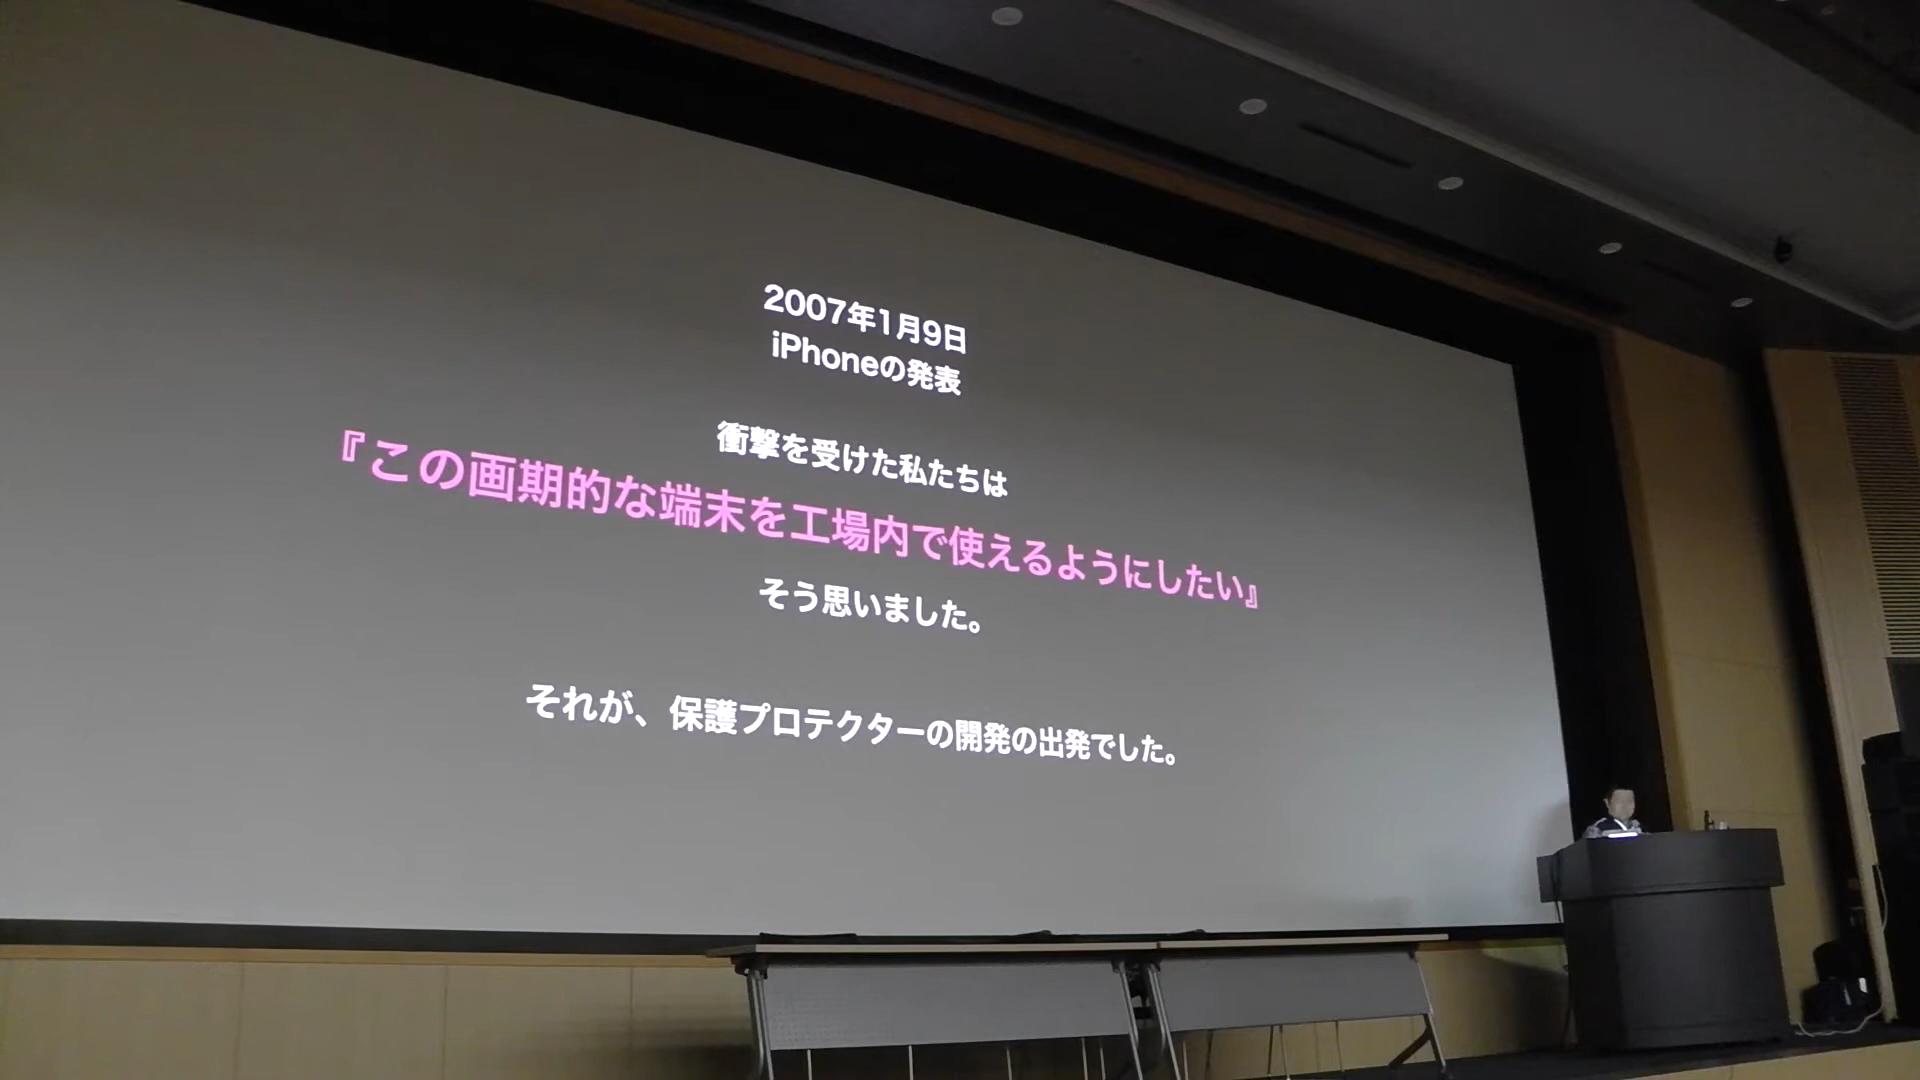 2007年1月9日
iPhoneの発表
衝撃を受けた私たちは
『この画期的な端末を工場内で使えるようにしたい』
そう思いました。
それが、保護プロテクターの開発の出発でした。